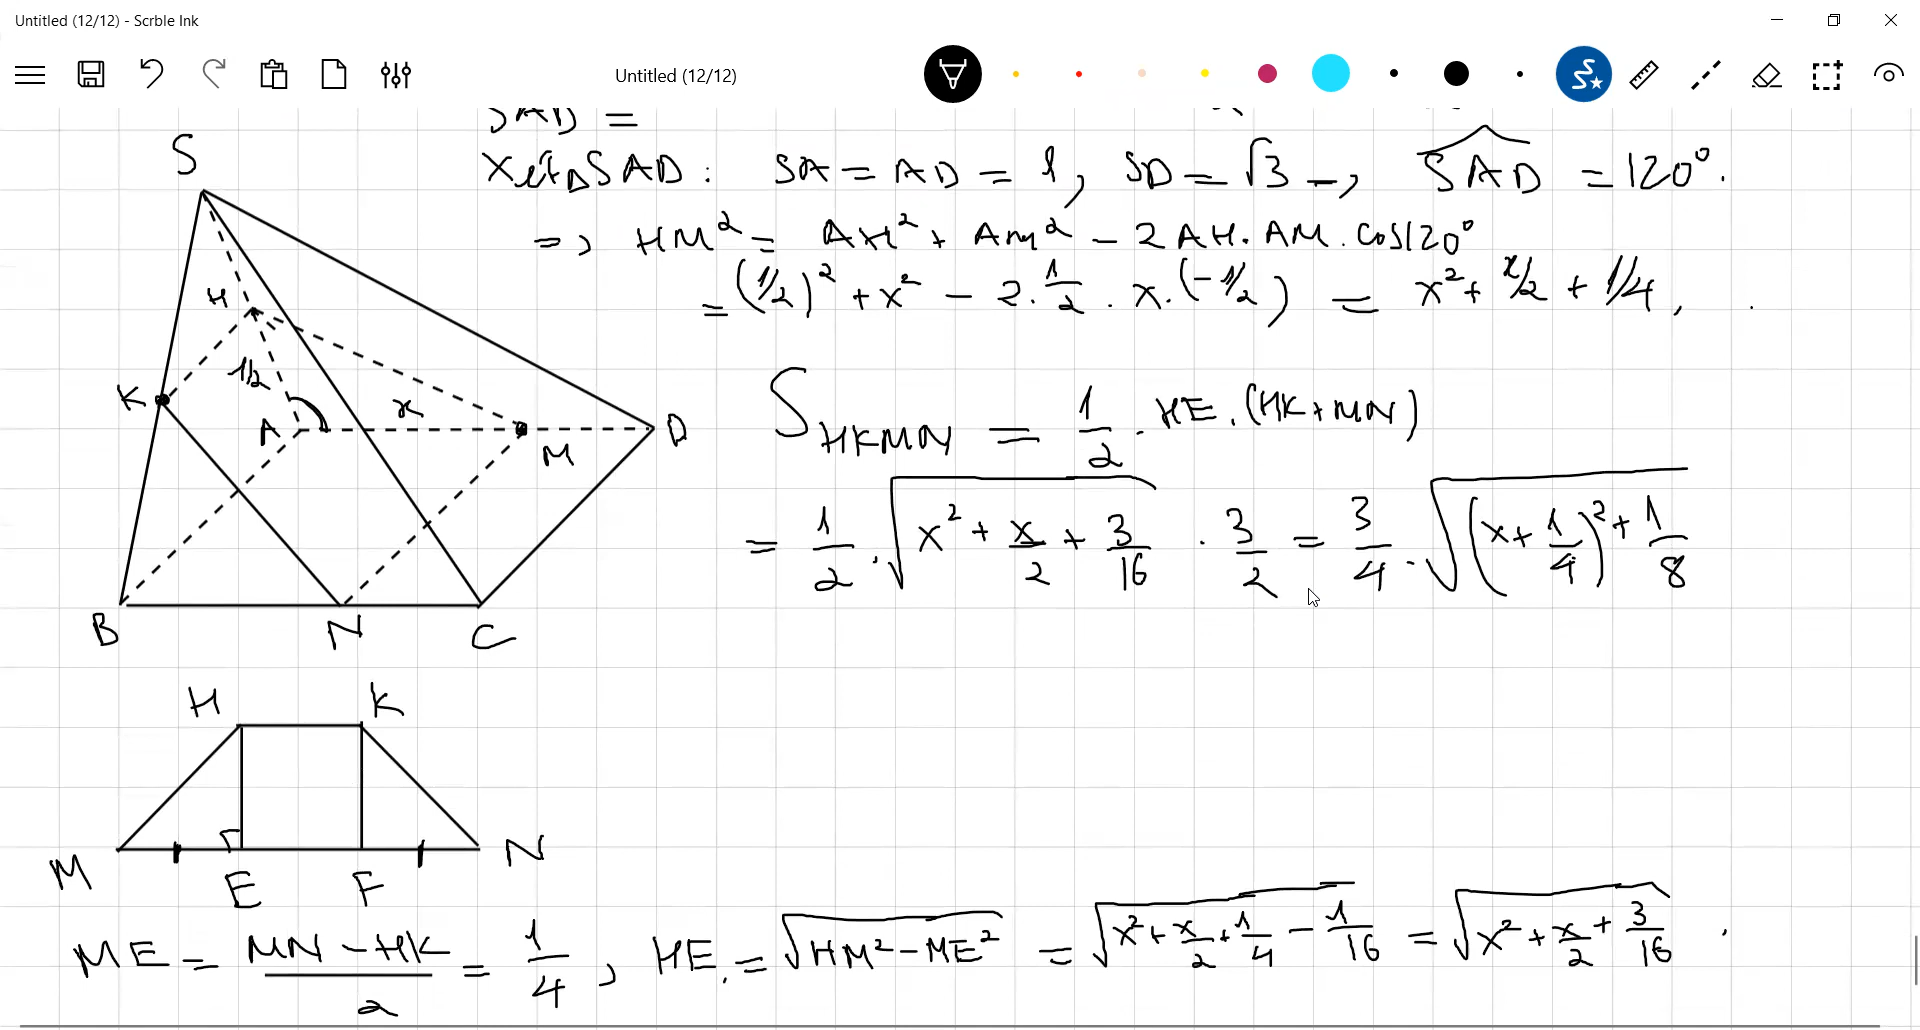 Untitled (12/12) - Scrble Ink
Untitled (12/12)
SAB =
Xét Δ SAD : SA = AD = 1, SD = √3 → SAD = 120°.
=> HM² = AH² + AM² - 2 AH. AM. cos120°
= (1/2)² + x² - 2. 1/2 . x. (-1/2) = x² + x/2 + 1/4,
S_HKMN = 1/2 . HE. (HK+MN)
= 1/2 . √(x² + x/2 + 3/16) . 3/2 = 3/4 . √((x + 1/4)² + 1/8)
S
H
K
1/2
A
x
M
D
B
N
C
H K
M E F N
ME = (MN - HK)/2 = 1/4, HE. = √(HM² - ME²) = √(x² + x/2 + 1/4 - 1/16) = √(x² + x/2 + 3/16) .